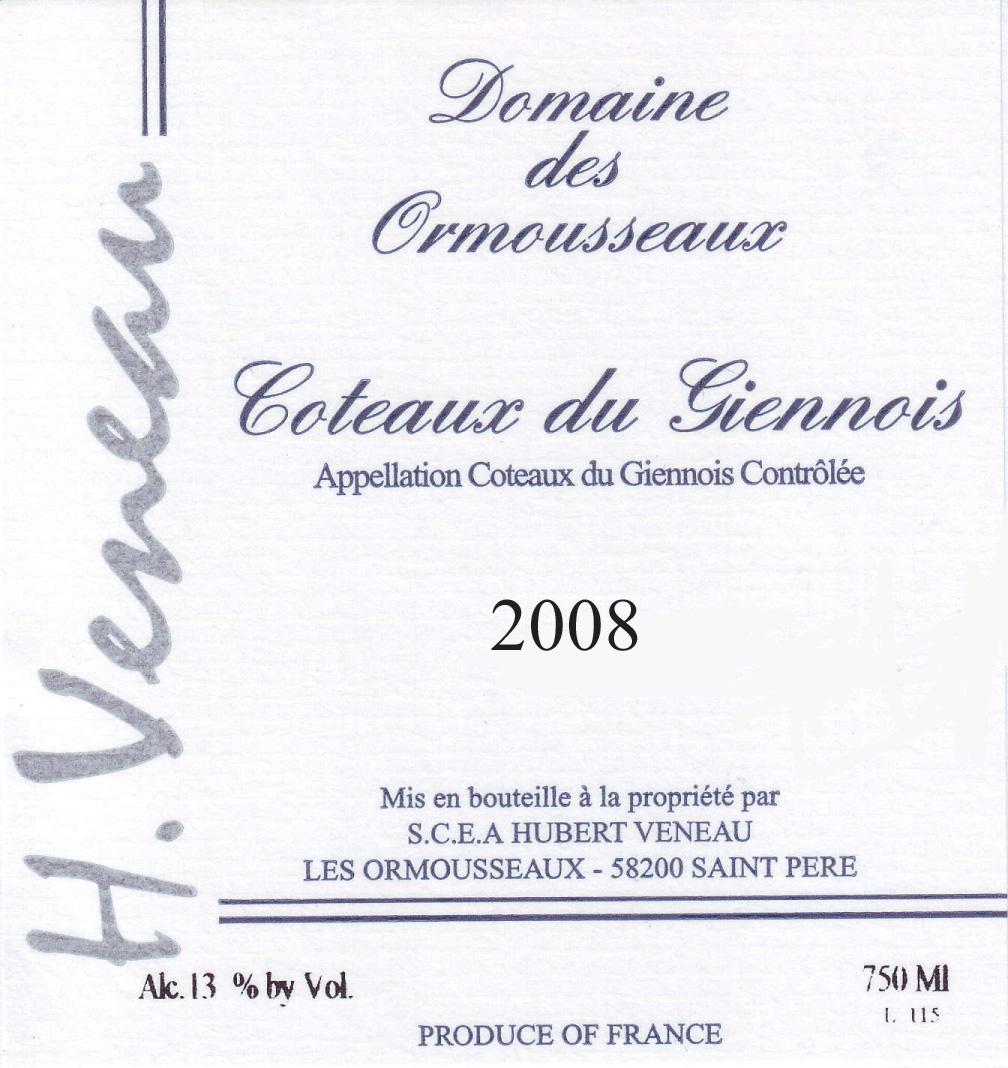 Domaine
des
Ormousseaux
Coteaux du Giennois
Appellation Coteaux du Giennois Contrôlée
2008
Mis en bouteille à la propriété par
S.C.E.A HUBERT VENEAU
LES ORMOUSSEAUX - 58200 SAINT PERE
H. Veneau
Alc.13 % by Vol.
750 Ml
L 115
PRODUCE OF FRANCE